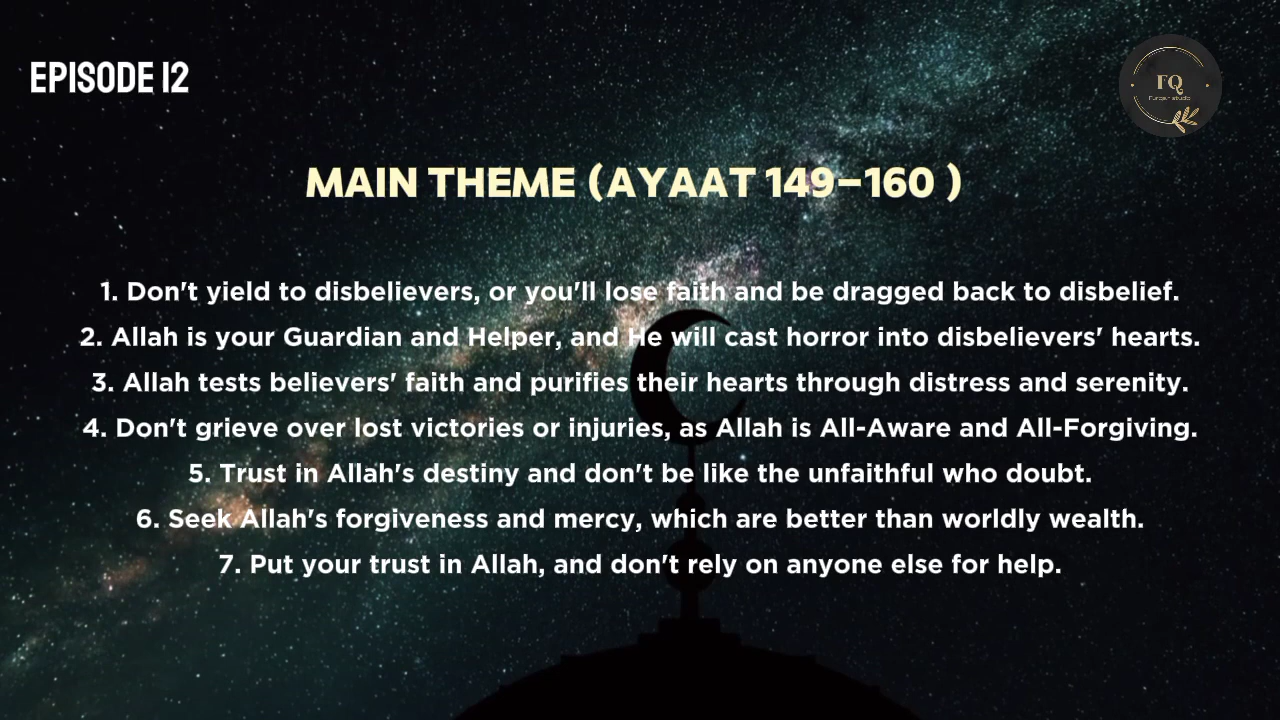 EPISODE 12
FQ
Furqan studio
MAIN THEME (AYAAT 149–160 )
1. Don't yield to disbelievers, or you'll lose faith and be dragged back to disbelief.
2. Allah is your Guardian and Helper, and He will cast horror into disbelievers' hearts.
3. Allah tests believers' faith and purifies their hearts through distress and serenity.
4. Don't grieve over lost victories or injuries, as Allah is All-Aware and All-Forgiving.
5. Trust in Allah's destiny and don't be like the unfaithful who doubt.
6. Seek Allah's forgiveness and mercy, which are better than worldly wealth.
7. Put your trust in Allah, and don't rely on anyone else for help.